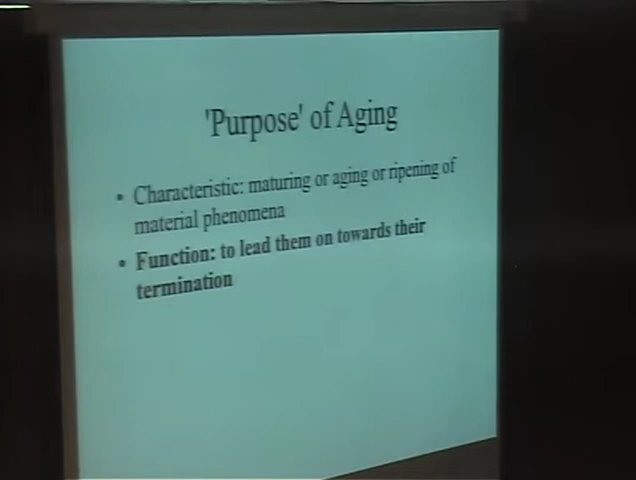 'Purpose' of Aging
• Characteristic: maturing or aging or ripening of
material phenomena
• Function: to lead them on towards their
termination